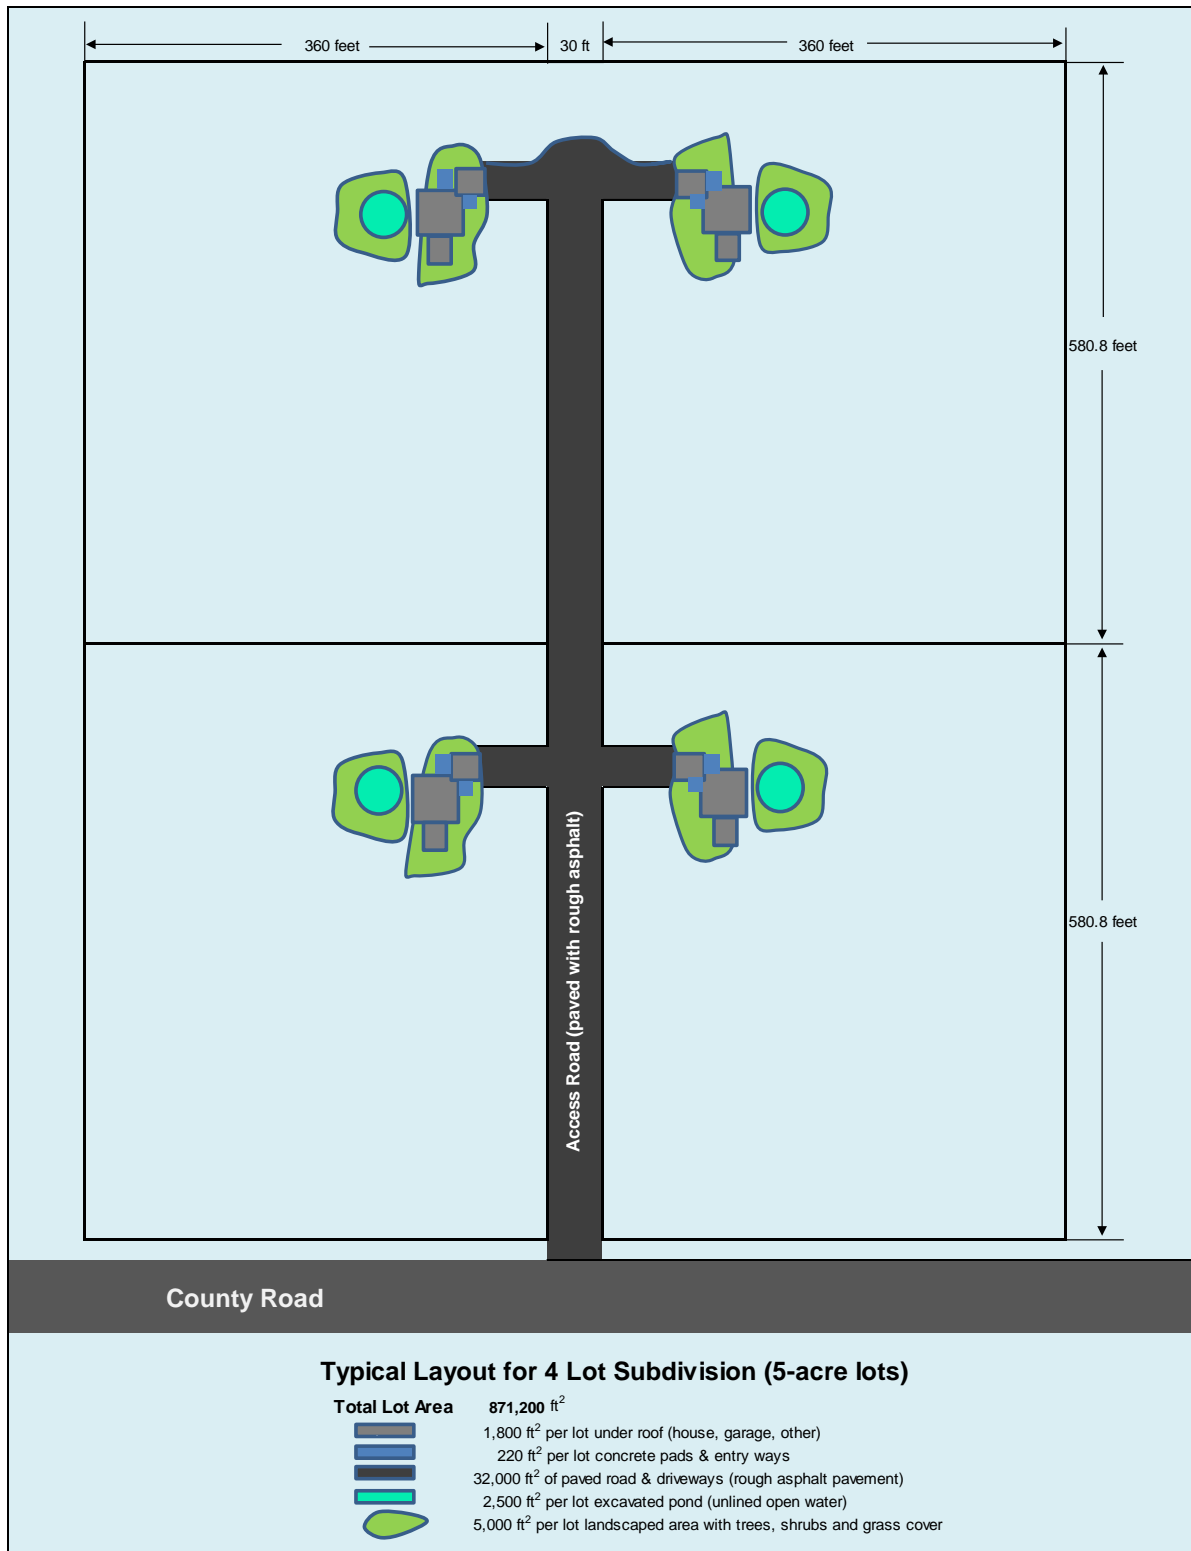 360 feet 30 ft 360 feet
580.8 feet
580.8 feet
Access Road (paved with rough asphalt)
County Road
Typical Layout for 4 Lot Subdivision (5-acre lots)
Total Lot Area 871,200 ft²
1,800 ft² per lot under roof (house, garage, other)
220 ft² per lot concrete pads & entry ways
32,000 ft² of paved road & driveways (rough asphalt pavement)
2,500 ft² per lot excavated pond (unlined open water)
5,000 ft² per lot landscaped area with trees, shrubs and grass cover